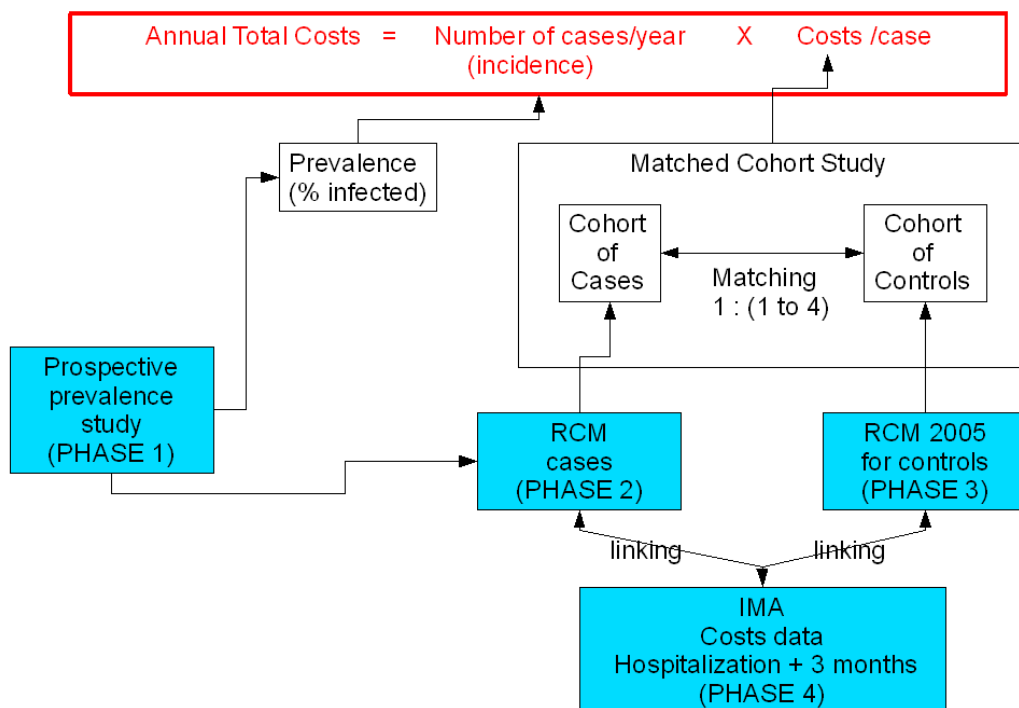 Annual Total Costs = Number of cases/year X Costs /case
(incidence)
Prevalence
(% infected)
Matched Cohort Study
Cohort
of
Cases
Matching
1 : (1 to 4)
Cohort
of
Controls
Prospective
prevalence
study
(PHASE 1)
RCM
cases
(PHASE 2)
RCM 2005
for controls
(PHASE 3)
linking
linking
IMA
Costs data
Hospitalization + 3 months
(PHASE 4)